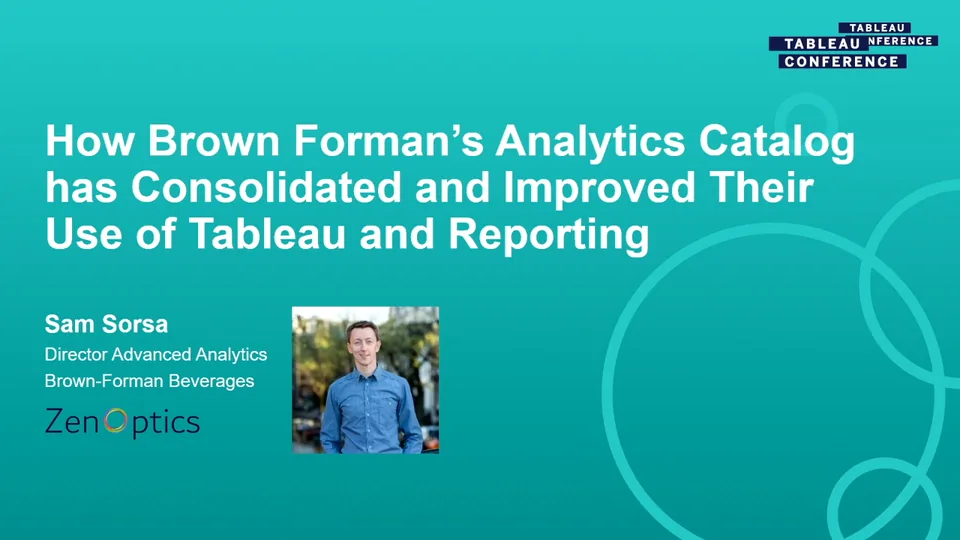 TABLEAU
NFERENCE
TABLEAU
CONFERENCE
How Brown Forman’s Analytics Catalog
has Consolidated and Improved Their
Use of Tableau and Reporting
Sam Sorsa
Director Advanced Analytics
Brown-Forman Beverages
ZenOptics